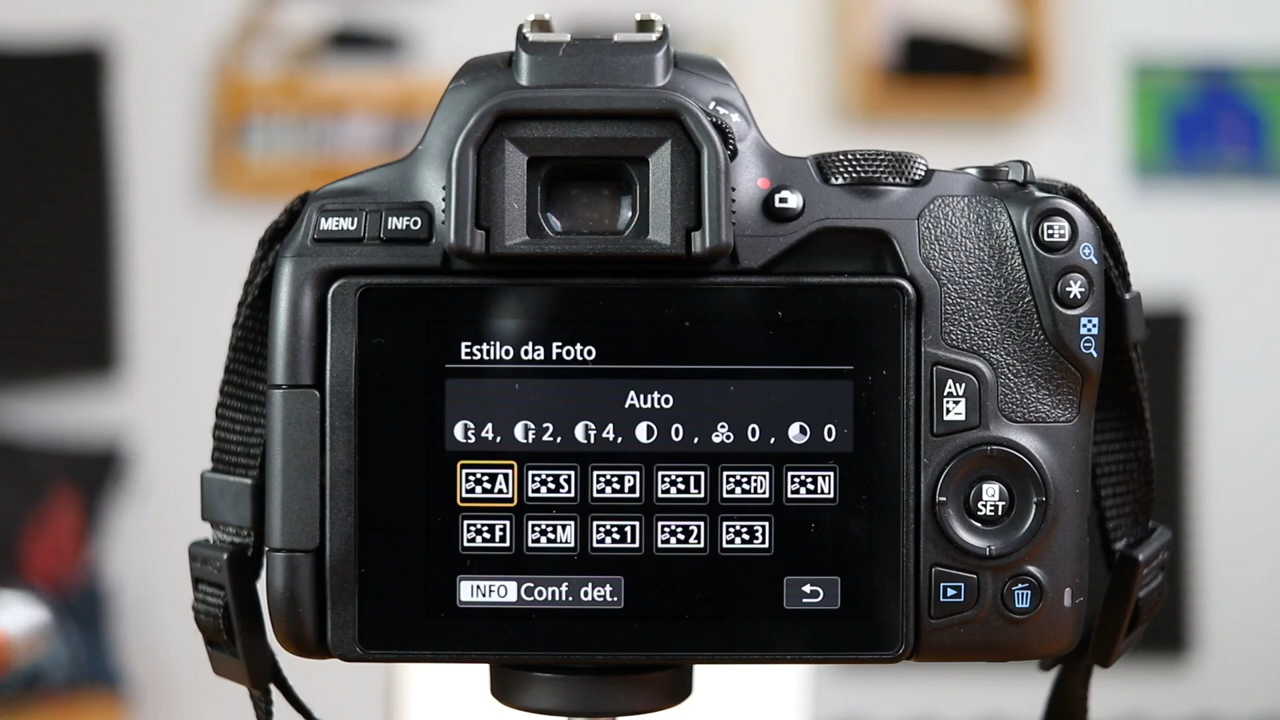 MENU INFO
Estilo da Foto
Auto
S 4, F 2, T 4, 0, 0, 0
A S P L FD N
F M 1 2 3
INFO Conf. det.
Av
Q
SET